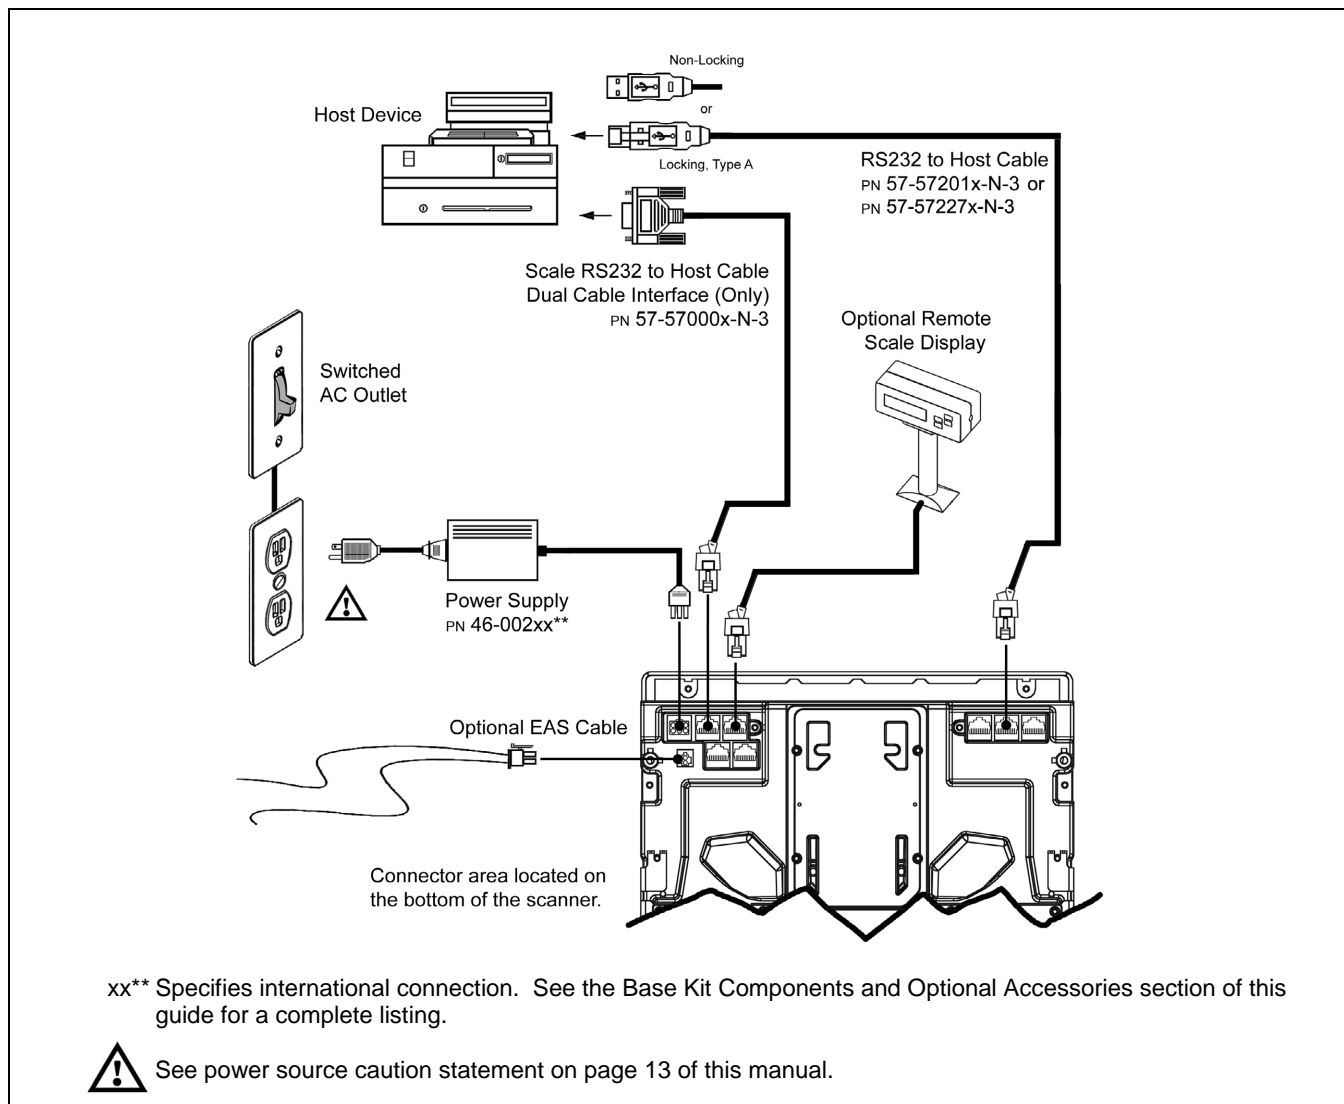 Non-Locking
Host Device
or
Locking, Type A
RS232 to Host Cable
PN 57-57201x-N-3 or
PN 57-57227x-N-3
Scale RS232 to Host Cable
Dual Cable Interface (Only)
PN 57-57000x-N-3
Optional Remote
Scale Display
Switched
AC Outlet
Power Supply
PN 46-002xx**
Optional EAS Cable
Connector area located on
the bottom of the scanner.
xx** Specifies international connection. See the Base Kit Components and Optional Accessories section of this
guide for a complete listing.
See power source caution statement on page 13 of this manual.